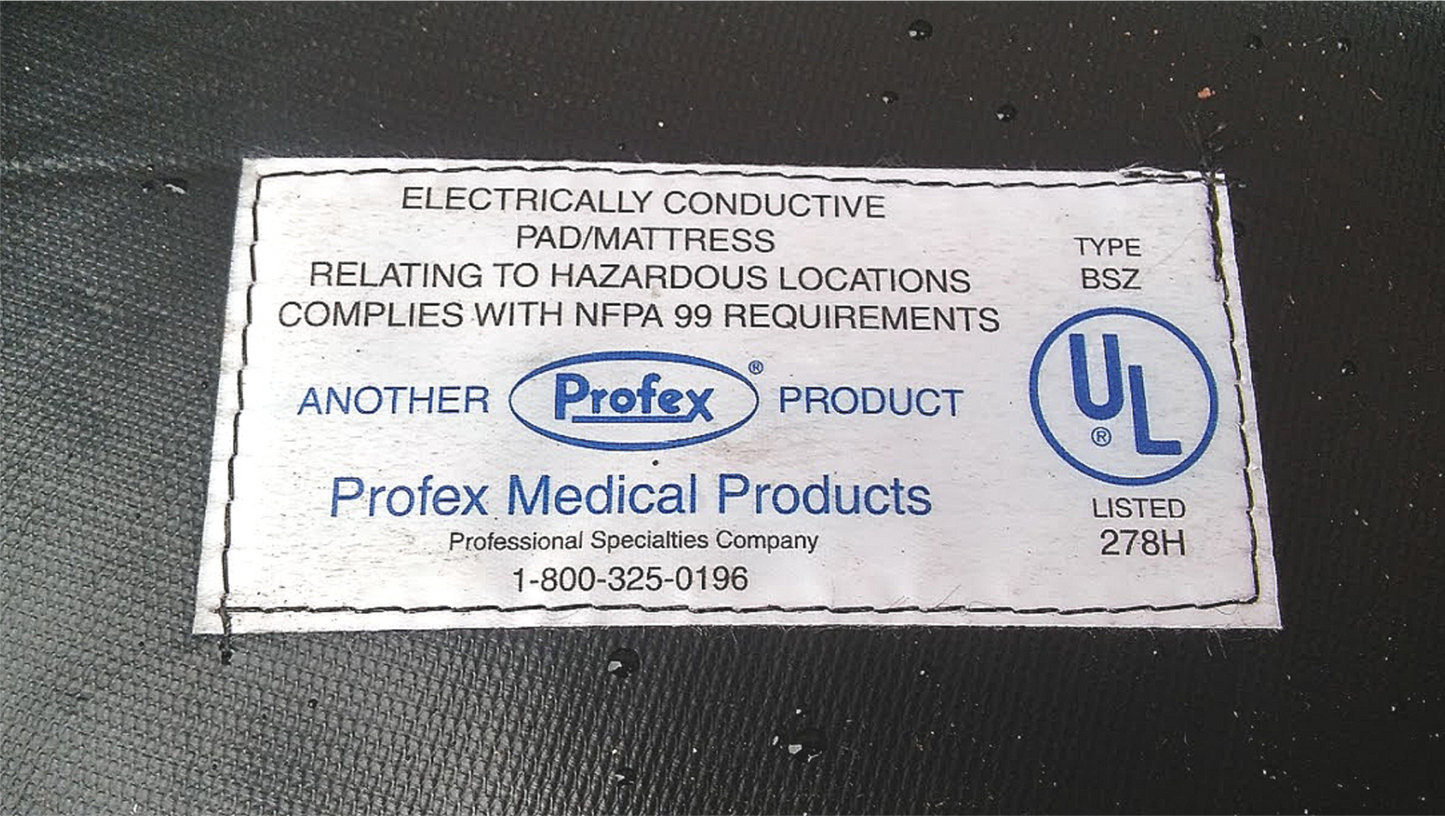 ELECTRICALLY CONDUCTIVE
PAD/MATTRESS
RELATING TO HAZARDOUS LOCATIONS
COMPLIES WITH NFPA 99 REQUIREMENTS
ANOTHER Profex® PRODUCT
Profex Medical Products
Professional Specialties Company
1-800-325-0196
TYPE
BSZ
UL®
LISTED
278H